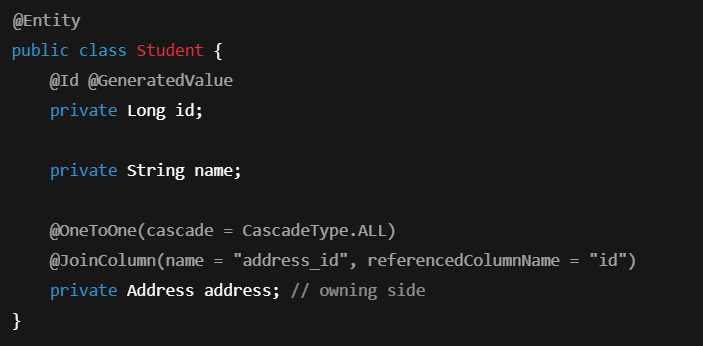 @Entity
public class Student {
@Id @GeneratedValue
private Long id;
private String name;
@OneToOne(cascade = CascadeType.ALL)
@JoinColumn(name = "address_id", referencedColumnName = "id")
private Address address; // owning side
}